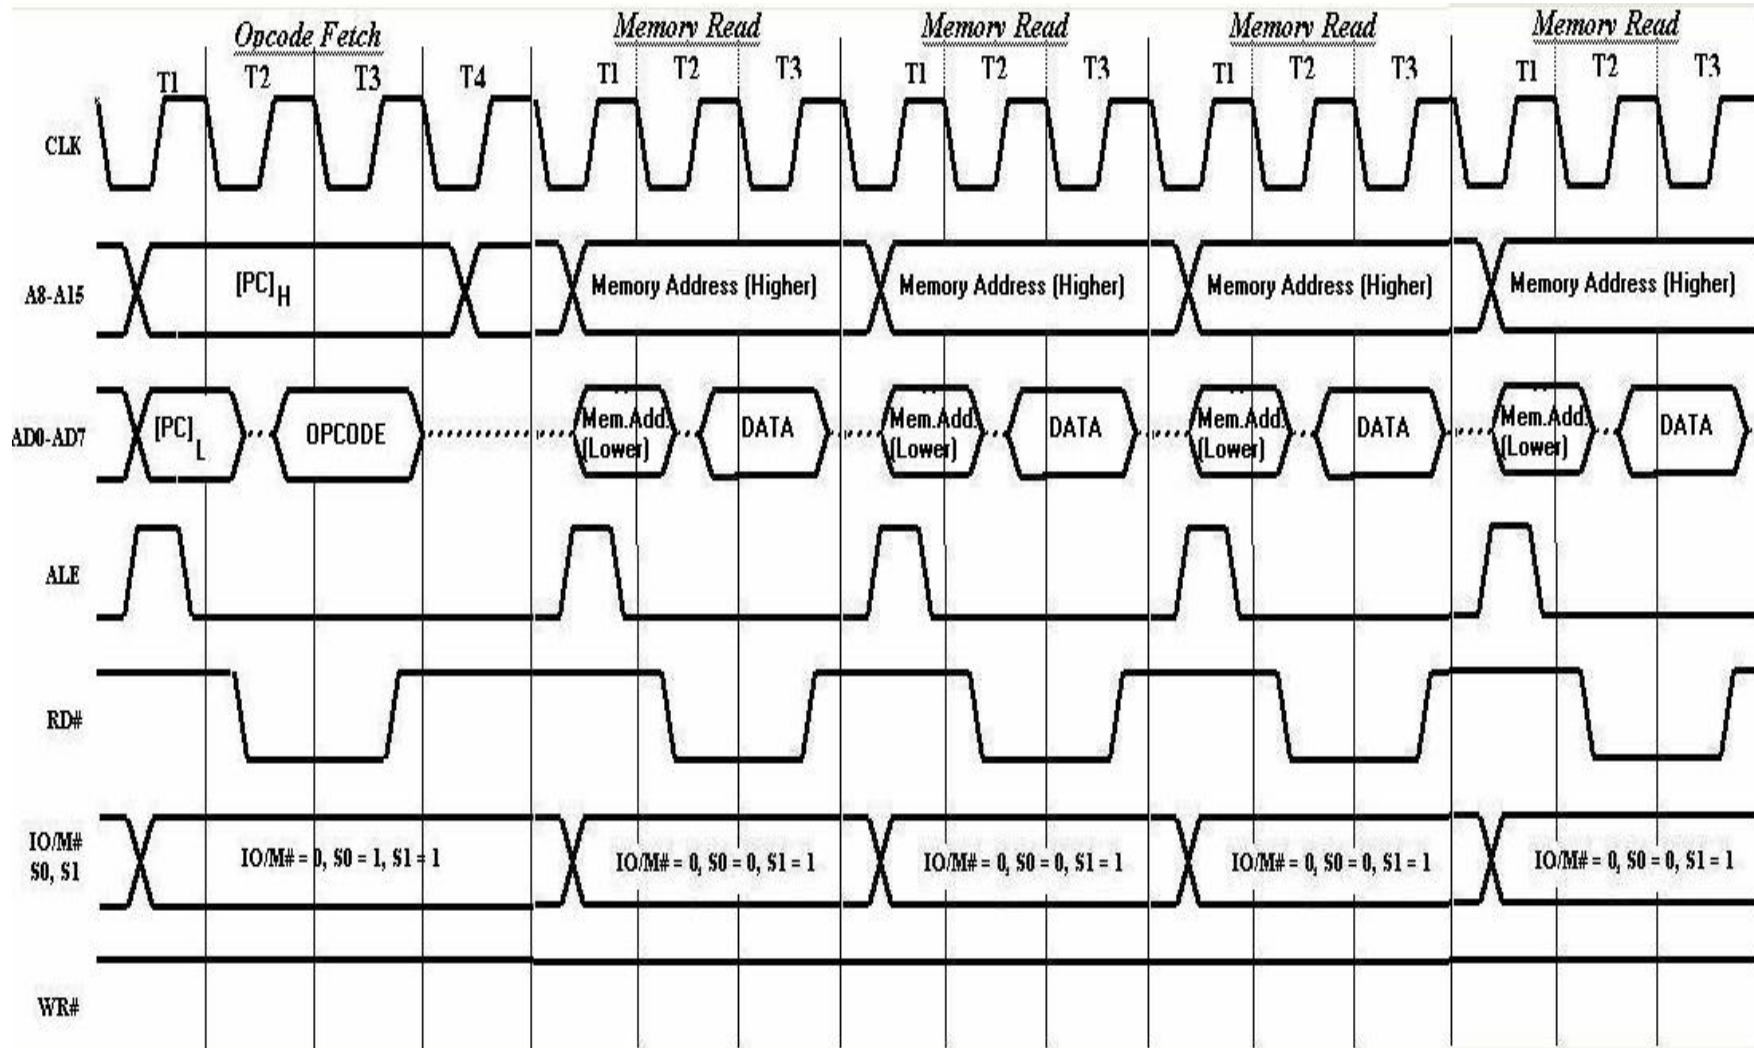 Opcode Fetch
Memory Read
Memory Read
Memory Read
Memory Read
T1 T2 T3 T4 T1 T2 T3 T1 T2 T3 T1 T2 T3 T1 T2 T3
CLK
A8-A15
[PC]H
Memory Address (Higher)
Memory Address (Higher)
Memory Address (Higher)
Memory Address (Higher)
AD0-AD7
[PC]L
OPCODE
Mem.Add.
(Lower)
DATA
Mem.Add.
(Lower)
DATA
Mem.Add.
(Lower)
DATA
Mem.Add.
(Lower)
DATA
ALE
RD#
IO/M#
S0, S1
IO/M# = 0, S0 = 1, S1 = 1
IO/M# = 0, S0 = 0, S1 = 1
IO/M# = 0, S0 = 0, S1 = 1
IO/M# = 0, S0 = 0, S1 = 1
IO/M# = 0, S0 = 0, S1 = 1
WR#